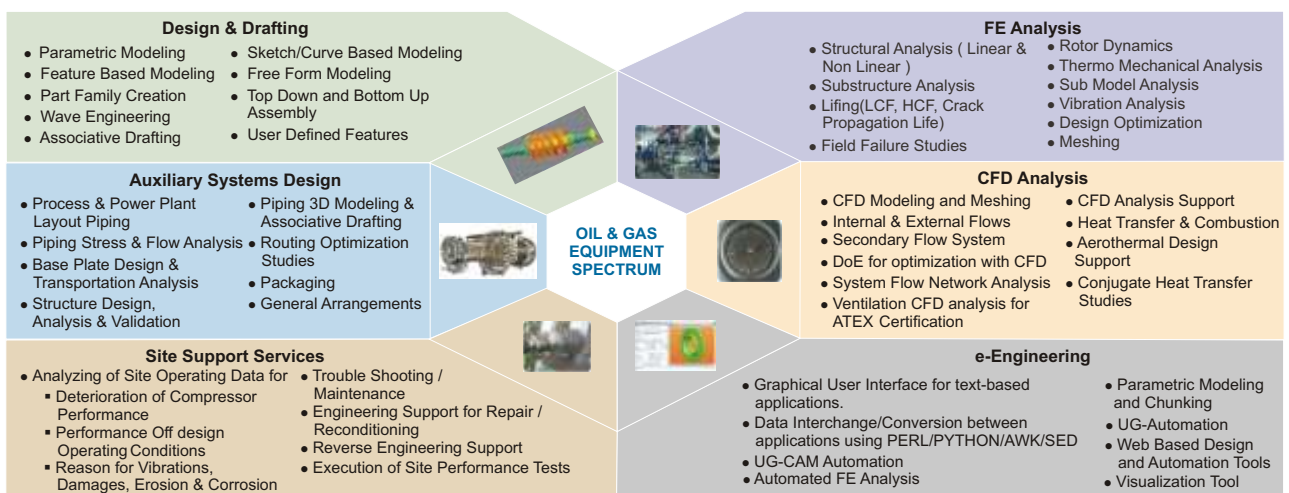 Design & Drafting
● Parametric Modeling
● Feature Based Modeling
● Part Family Creation
● Wave Engineering
● Associative Drafting
● Sketch/Curve Based Modeling
● Free Form Modeling
● Top Down and Bottom Up
Assembly
● User Defined Features
FE Analysis
● Structural Analysis ( Linear &
Non Linear )
● Substructure Analysis
● Lifing(LCF, HCF, Crack
Propagation Life)
● Field Failure Studies
● Rotor Dynamics
● Thermo Mechanical Analysis
● Sub Model Analysis
● Vibration Analysis
● Design Optimization
● Meshing
Auxiliary Systems Design
● Process & Power Plant
Layout Piping
● Piping Stress & Flow Analysis
● Base Plate Design &
Transportation Analysis
● Structure Design,
Analysis & Validation
● Piping 3D Modeling &
Associative Drafting
● Routing Optimization
Studies
● Packaging
● General Arrangements
OIL & GAS
EQUIPMENT
SPECTRUM
CFD Analysis
● CFD Modeling and Meshing
● Internal & External Flows
● Secondary Flow System
● DoE for optimization with CFD
● System Flow Network Analysis
● Ventilation CFD analysis for
ATEX Certification
● CFD Analysis Support
● Heat Transfer & Combustion
● Aerothermal Design
Support
● Conjugate Heat Transfer
Studies
Site Support Services
● Analyzing of Site Operating Data for
▪ Deterioration of Compressor
Performance
▪ Performance Off design
Operating Conditions
▪ Reason for Vibrations,
Damages, Erosion & Corrosion
● Trouble Shooting /
Maintenance
● Engineering Support for Repair /
Reconditioning
● Reverse Engineering Support
● Execution of Site Performance Tests
e-Engineering
● Graphical User Interface for text-based
applications.
● Data Interchange/Conversion between
applications using PERL/PYTHON/AWK/SED
● UG-CAM Automation
● Automated FE Analysis
● Parametric Modeling
and Chunking
● UG-Automation
● Web Based Design
and Automation Tools
● Visualization Tool